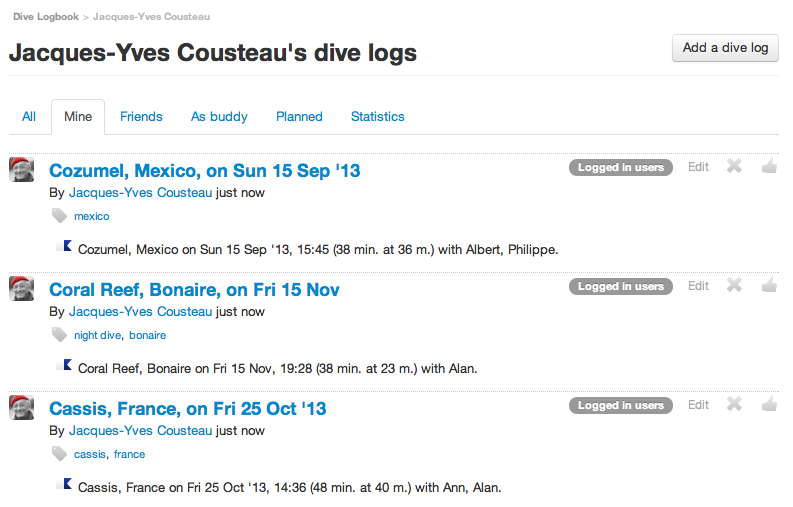 Dive Logbook > Jacques-Yves Cousteau
Jacques-Yves Cousteau's dive logs
Add a dive log
All Mine Friends As buddy Planned Statistics
Cozumel, Mexico, on Sun 15 Sep '13 Logged in users Edit
By Jacques-Yves Cousteau just now
mexico
Cozumel, Mexico on Sun 15 Sep '13, 15:45 (38 min. at 36 m.) with Albert, Philippe.
Coral Reef, Bonaire, on Fri 15 Nov Logged in users Edit
By Jacques-Yves Cousteau just now
night dive, bonaire
Coral Reef, Bonaire on Fri 15 Nov, 19:28 (38 min. at 23 m.) with Alan.
Cassis, France, on Fri 25 Oct '13 Logged in users Edit
By Jacques-Yves Cousteau just now
cassis, france
Cassis, France on Fri 25 Oct '13, 14:36 (48 min. at 40 m.) with Ann, Alan.